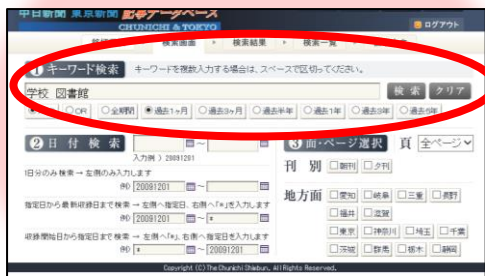 中日新聞 東京新聞 記事データベース
CHUNICHI & TOKYO
ログアウト
検索画面 ▸ 検索結果 ▸ 検索一覧
① キーワード検索 キーワードを複数入力する場合は、スペースで区切ってください。
学校 図書館 検索 クリア
OR 全期間 過去1ヶ月 過去3ヶ月 過去半年 過去1年 過去3年 過去5年
② 日付検索 ～
入力例 ) 20091201
1日分のみ検索 → 左側のみ入力します
例) 20091201 ～
指定日から最新収録日まで検索 → 左側へ指定日、右側へ「*」を入力します
例) 20091201 ～ *
収録開始日から指定日まで検索 → 左側へ「*」、右側へ指定日を入力します
例) * ～ 20091201
③ 面・ページ選択 頁 全ページ
刊別 朝刊 夕刊
地方面 愛知 岐阜 三重 長野
福井 滋賀
東京 神奈川 埼玉 千葉
茨城 群馬 栃木 静岡
Copyright (C) The Chunichi Shimbun, All Rights Reserved.